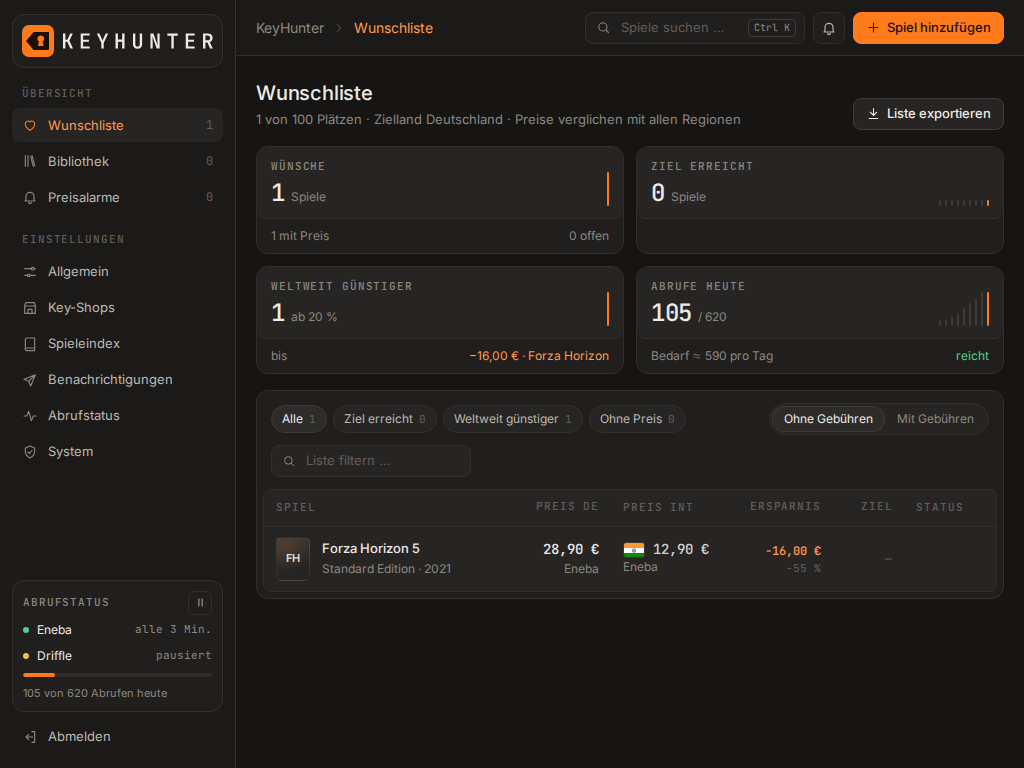 KEYHUNTER
ÜBERSICHT
Wunschliste 1
Bibliothek 0
Preisalarme 0
EINSTELLUNGEN
Allgemein
Key-Shops
Spieleindex
Benachrichtigungen
Abrufstatus
System
ABRUFSTATUS
Eneba alle 3 Min.
Driffle pausiert
105 von 620 Abrufen heute
Abmelden
KeyHunter Wunschliste
Spiele suchen ... Ctrl K
Spiel hinzufügen
Wunschliste
1 von 100 Plätzen · Zielland Deutschland · Preise verglichen mit allen Regionen
Liste exportieren
WÜNSCHE
1 Spiele
1 mit Preis 0 offen
ZIEL ERREICHT
0 Spiele
WELTWEIT GÜNSTIGER
1 ab 20 %
bis −16,00 € · Forza Horizon
ABRUFE HEUTE
105 / 620
Bedarf ≈ 590 pro Tag reicht
Alle 1 Ziel erreicht 0 Weltweit günstiger 1 Ohne Preis 0
Ohne Gebühren Mit Gebühren
Liste filtern ...
SPIEL PREIS DE PREIS INT ERSPARNIS ZIEL STATUS
FH Forza Horizon 5 28,90 € 12,90 € -16,00 € –
Standard Edition · 2021 Eneba Eneba -55 %